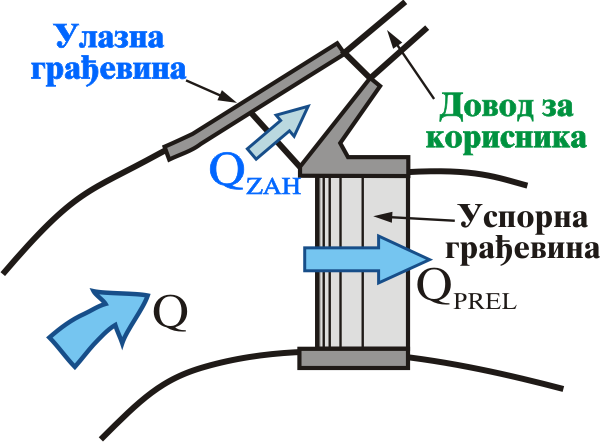 Улазна
грађевина
Довод за
корисника
QZAH
Успорна
грађевина
Q
QPREL